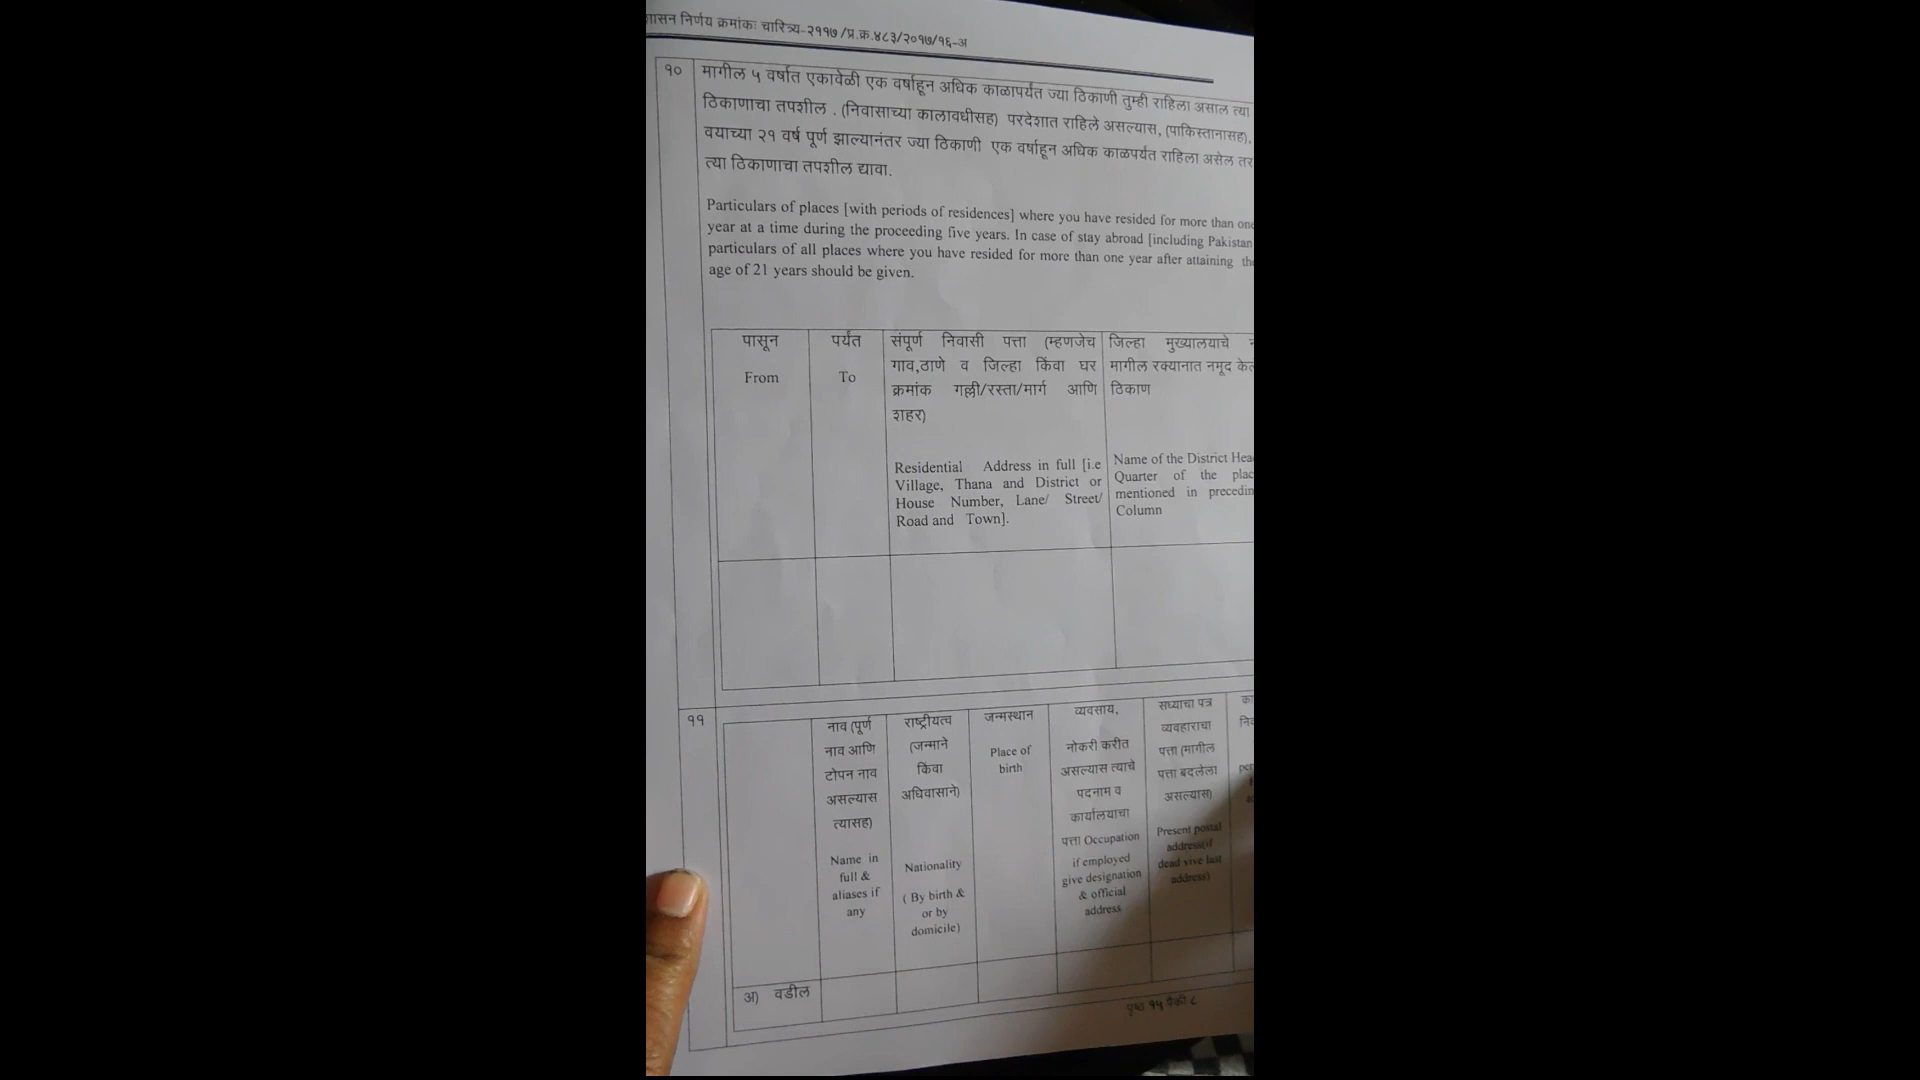 शासन निर्णय क्रमांकः चारित्र्य-२११७/प्र.क्र.४८३/२०१७/१६-अ
१०
मागील ५ वर्षात एकावेळी एक वर्षाहून अधिक काळापर्यंत ज्या ठिकाणी तुम्ही राहिला असाल त्या
ठिकाणाचा तपशील . (निवासाच्या कालावधीसह) परदेशात राहिले असल्यास, (पाकिस्तानासह),
वयाच्या २१ वर्ष पूर्ण झाल्यानंतर ज्या ठिकाणी एक वर्षाहून अधिक काळपर्यंत राहिला असेल तर
त्या ठिकाणाचा तपशील द्यावा.
Particulars of places [with periods of residences] where you have resided for more than one
year at a time during the proceeding five years. In case of stay abroad [including Pakistan
particulars of all places where you have resided for more than one year after attaining the
age of 21 years should be given.
पासून
From
पर्यंत
To
संपूर्ण निवासी पत्ता (म्हणजेच
गाव,ठाणे व जिल्हा किंवा घर
क्रमांक गल्ली/रस्ता/मार्ग आणि
शहर)
Residential Address in full [i.e
Village, Thana and District or
House Number, Lane/ Street/
Road and Town].
जिल्हा मुख्यालयाचे
मागील रक्यानात नमूद
ठिकाण
Name of the District
Quarter of the
mentioned in
Column
११
नाव (पूर्ण
नाव आणि
टोपन नाव
असल्यास
त्यासह)
Name in
full &
aliases if
any
राष्ट्रीयत्व
(जन्माने
किंवा
अधिवासाने)
Nationality
( By birth &
or by
domicile)
जन्मस्थान
Place of
birth
व्यवसाय,
नोकरी करीत
असल्यास त्याचे
पदनाम व
कार्यालयाचा
पत्ता Occupation
if employed
give designation
& official
address
सध्याचा पत्र
व्यवहाराचा
पत्ता (मागील
पत्ता बदलेला
असल्यास)
Present postal
address(if
dead vive last
address)
अ) वडील
पृष्ठ १५ पैकी ८